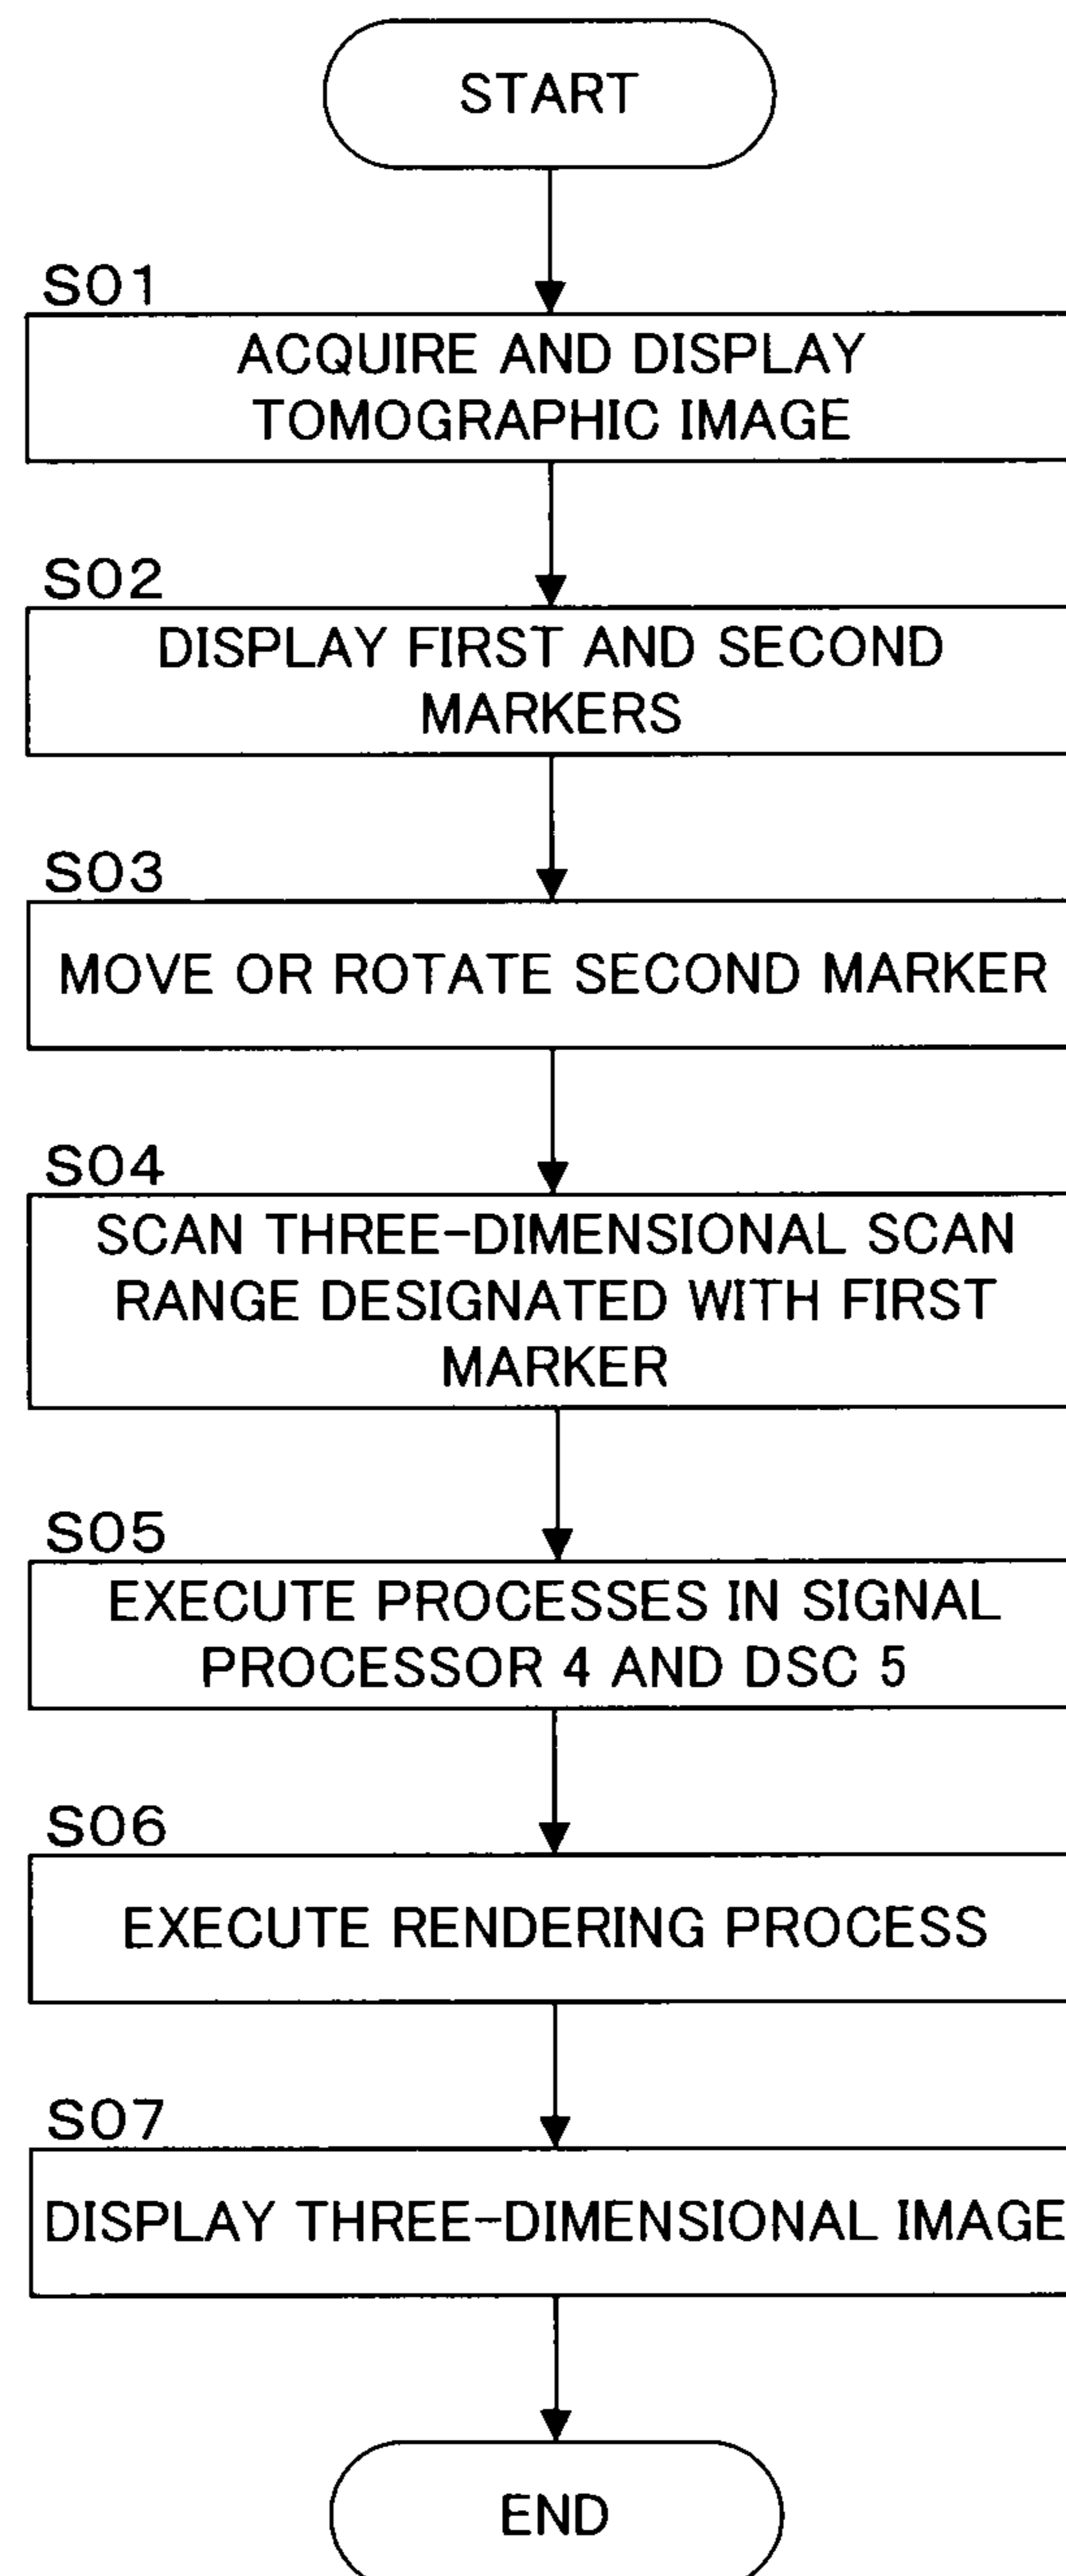 START
S01
ACQUIRE AND DISPLAY
TOMOGRAPHIC IMAGE
S02
DISPLAY FIRST AND SECOND
MARKERS
S03
MOVE OR ROTATE SECOND MARKER
S04
SCAN THREE-DIMENSIONAL SCAN
RANGE DESIGNATED WITH FIRST
MARKER
S05
EXECUTE PROCESSES IN SIGNAL
PROCESSOR 4 AND DSC 5
S06
EXECUTE RENDERING PROCESS
S07
DISPLAY THREE-DIMENSIONAL IMAGE
END